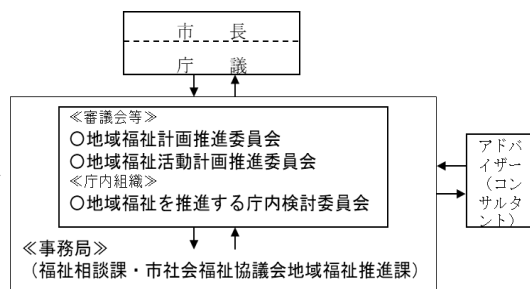 市　長
庁　議
≪審議会等≫
○地域福祉計画推進委員会
○地域福祉活動計画推進委員会
≪庁内組織≫
○地域福祉を推進する庁内検討委員会
アドバ
イザー
（コン
サルタ
ント）
≪事務局≫
（福祉相談課・市社会福祉協議会地域福祉推進課）